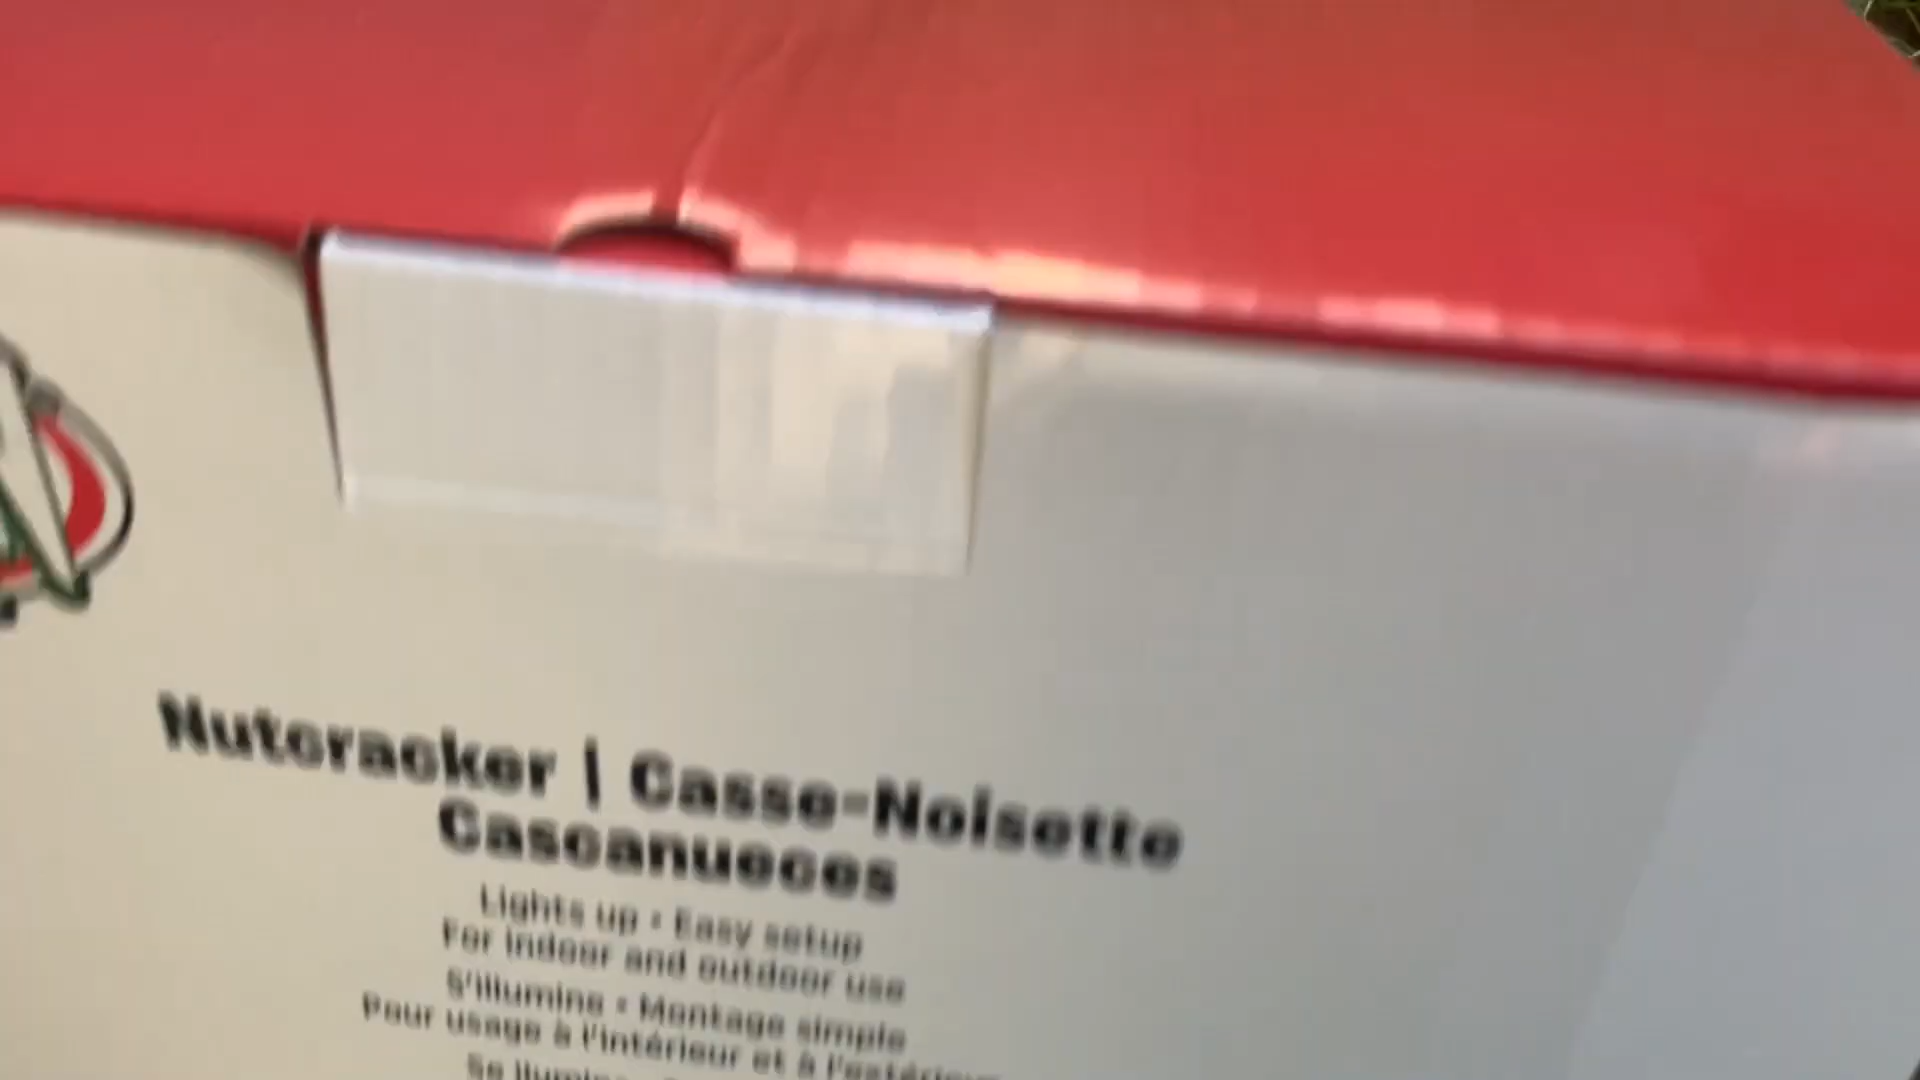 Nutcracker | Casse-Noisette
Cascanueces
Lights up • Easy setup
For indoor and outdoor use
S'illumine • Montage simple
Pour usage à l'intérieur et à l'extérieur
Se ilumina •